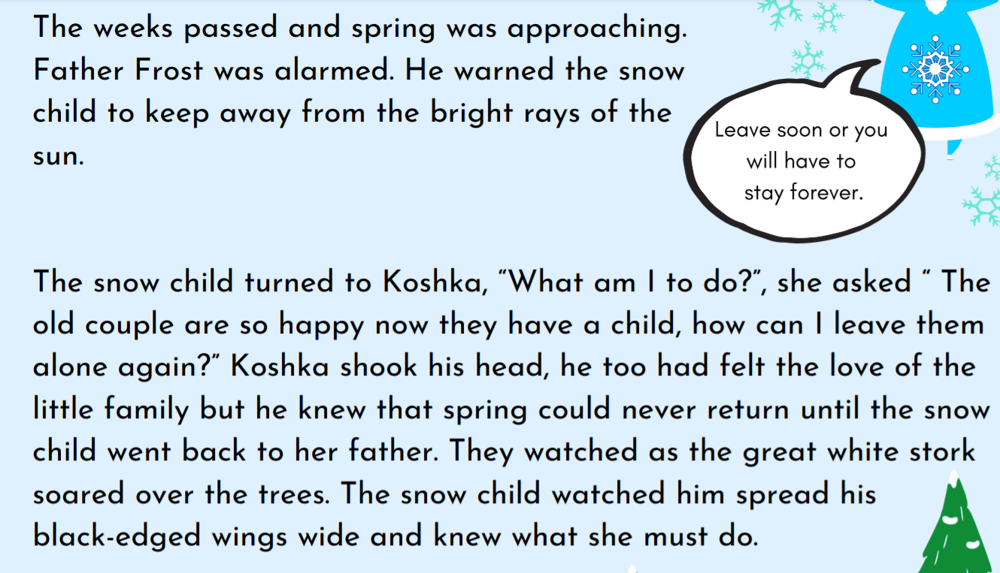 The weeks passed and spring was approaching.
Father Frost was alarmed. He warned the snow
child to keep away from the bright rays of the
sun.
Leave soon or you
will have to
stay forever.
The snow child turned to Koshka, “What am I to do?”, she asked “ The
old couple are so happy now they have a child, how can I leave them
alone again?” Koshka shook his head, he too had felt the love of the
little family but he knew that spring could never return until the snow
child went back to her father. They watched as the great white stork
soared over the trees. The snow child watched him spread his
black-edged wings wide and knew what she must do.